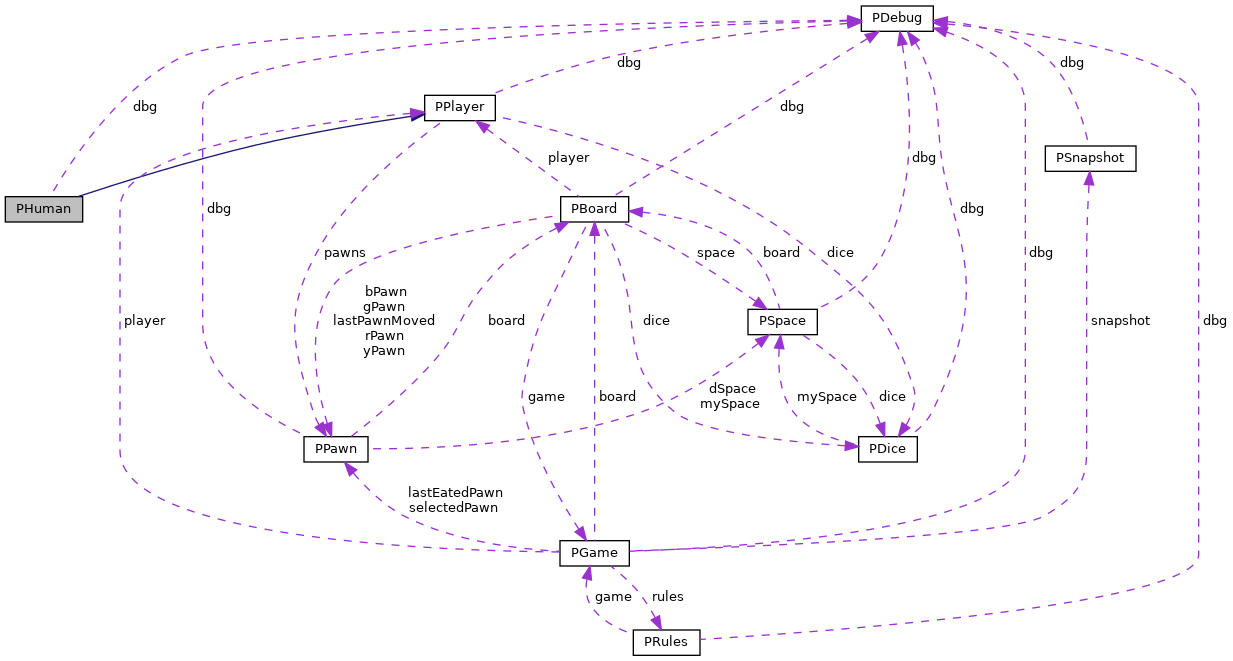 PDebug
dbg
dbg
PPlayer
dbg
player
PSnapshot
dbg
PHuman
dbg
PBoard
dbg
pawns
space
board
dice
dbg
bPawn
gPawn
lastPawnMoved
rPawn
yPawn
board
dice
PSpace
player
snapshot
dbg
game
board
dSpace
mySpace
mySpace
dice
PPawn
PDice
lastEatedPawn
selectedPawn
PGame
game
rules
PRules
dbg